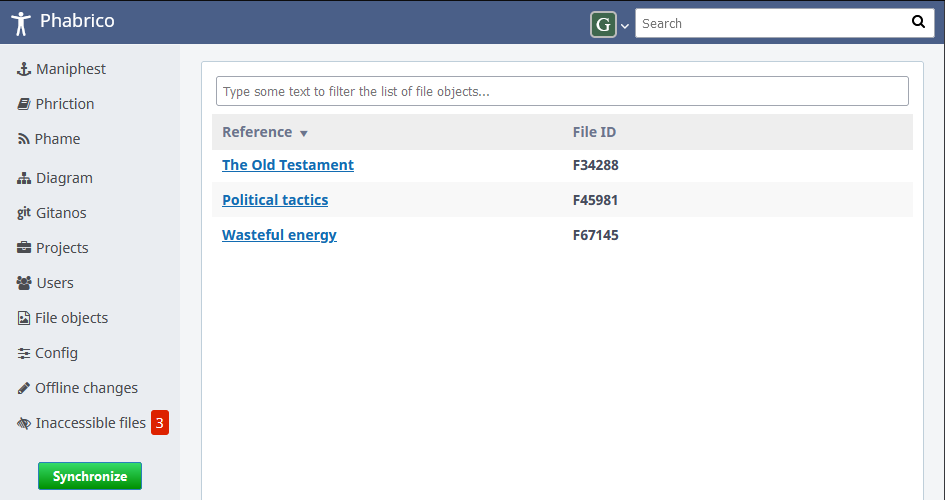 Phabrico
G
Search
Maniphest
Phriction
Phame
Diagram
git Gitanos
Projects
Users
File objects
Config
Offline changes
Inaccessible files 3
Synchronize
Type some text to filter the list of file objects...
Reference File ID
The Old Testament F34288
Political tactics F45981
Wasteful energy F67145